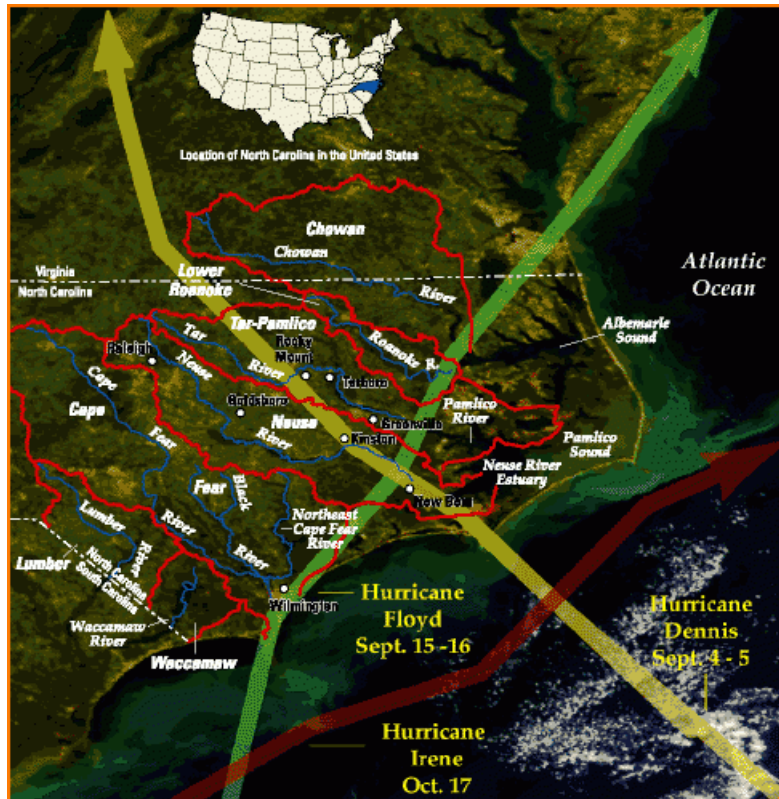 Location of North Carolina in the United States
Chowan
Chowan
River
Virginia
North Carolina
Lower
Roanoke
Atlantic
Ocean
Tar-Pamlico
Roanoke R.
Albemarle
Sound
Tar
River
Rocky
Mount
Tarboro
Raleigh
Neuse
River
Cape
Fear
River
Cape
Goldsboro
Neuse
Greenville
Kinston
Pamlico
River
Pamlico
Sound
Neuse River
Estuary
New Bern
Fear
Black
River
Northeast
Cape Fear
River
Lumber
River
Lumber
North Carolina
South Carolina
Wilmington
Waccamaw
River
Waccamaw
Hurricane
Floyd
Sept. 15 -16
Hurricane
Dennis
Sept. 4 - 5
Hurricane
Irene
Oct. 17